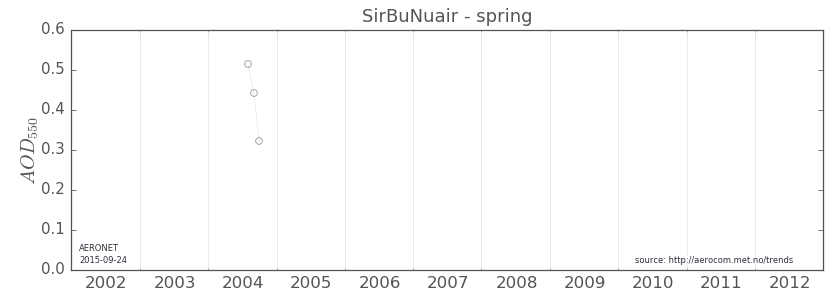 SirBuNuair - spring
0.6
0.5
0.4
0.3
0.2
0.1
0.0
AOD550
AERONET
2015-09-24
source: http://aerocom.met.no/trends
2002 2003 2004 2005 2006 2007 2008 2009 2010 2011 2012